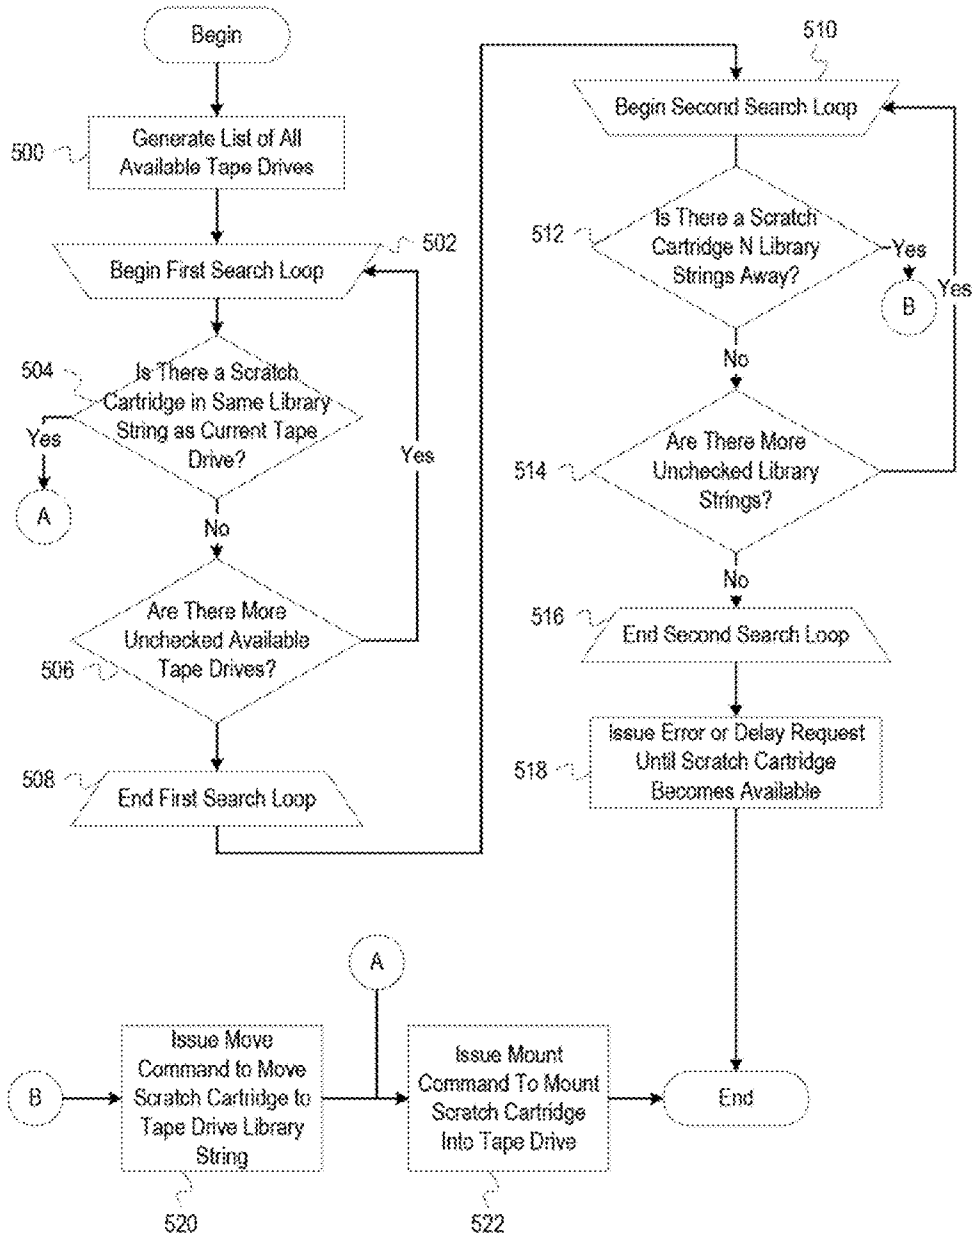 Begin
500
Generate List of All
Available Tape Drives
502
Begin First Search Loop
504
Is There a Scratch
Cartridge in Same Library
String as Current Tape
Drive?
Yes
A
No
Yes
506
Are There More
Unchecked Available
Tape Drives?
508
End First Search Loop
510
Begin Second Search Loop
512
Is There a Scratch
Cartridge N Library
Strings Away?
Yes
B
No
Yes
514
Are There More
Unchecked Library
Strings?
No
516
End Second Search Loop
518
Issue Error or Delay Request
Until Scratch Cartridge
Becomes Available
A
B
Issue Move
Command to Move
Scratch Cartridge to
Tape Drive Library
String
520
Issue Mount
Command To Mount
Scratch Cartridge
Into Tape Drive
522
End